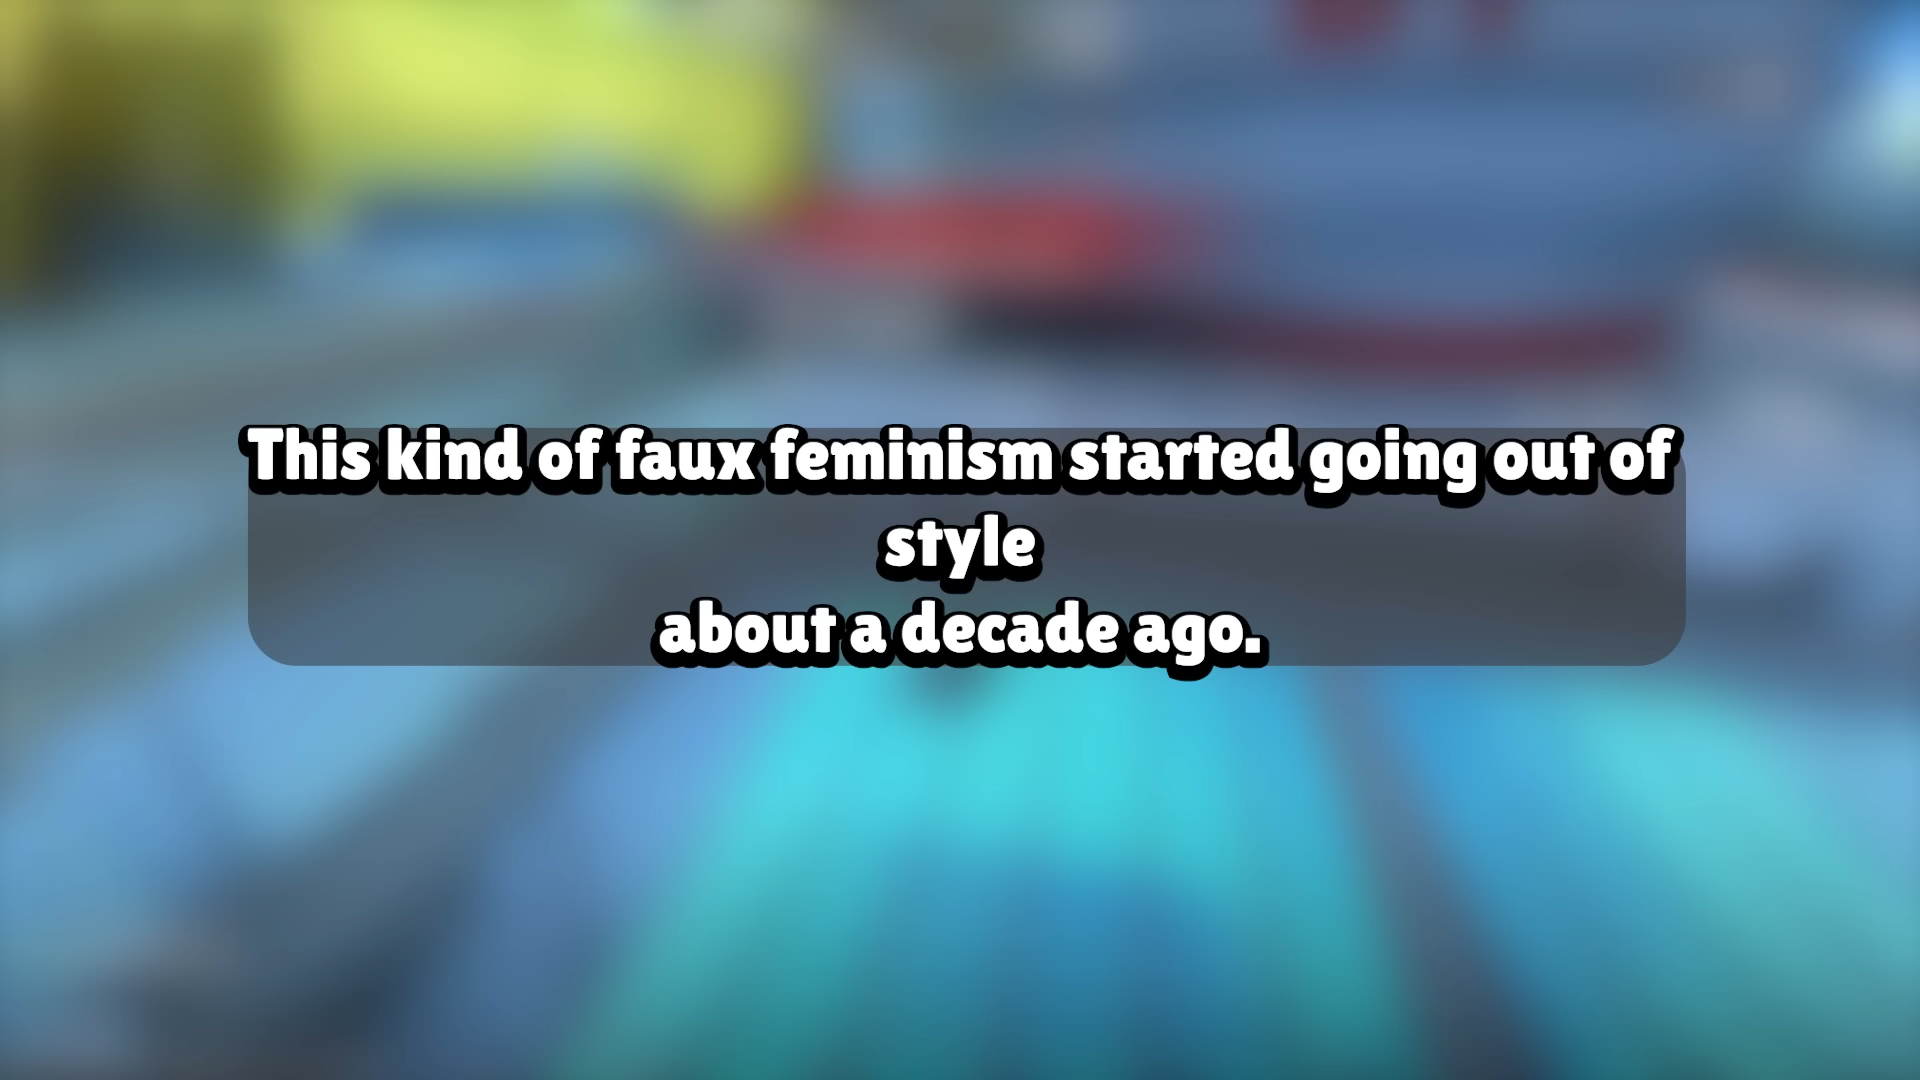 This kind of faux feminism started going out of
style
about a decade ago.